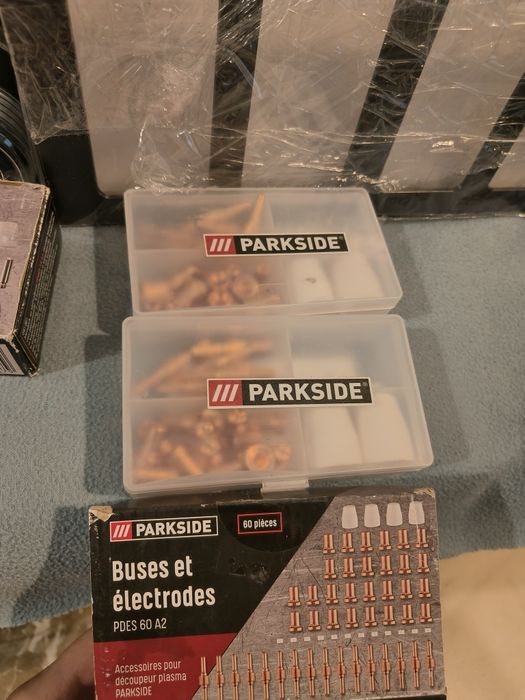 PARKSIDE®
PARKSIDE®
PARKSIDE
60 pièces
Buses et
électrodes
PDES 60 A2
Accessoires pour
découpeur plasma
PARKSIDE